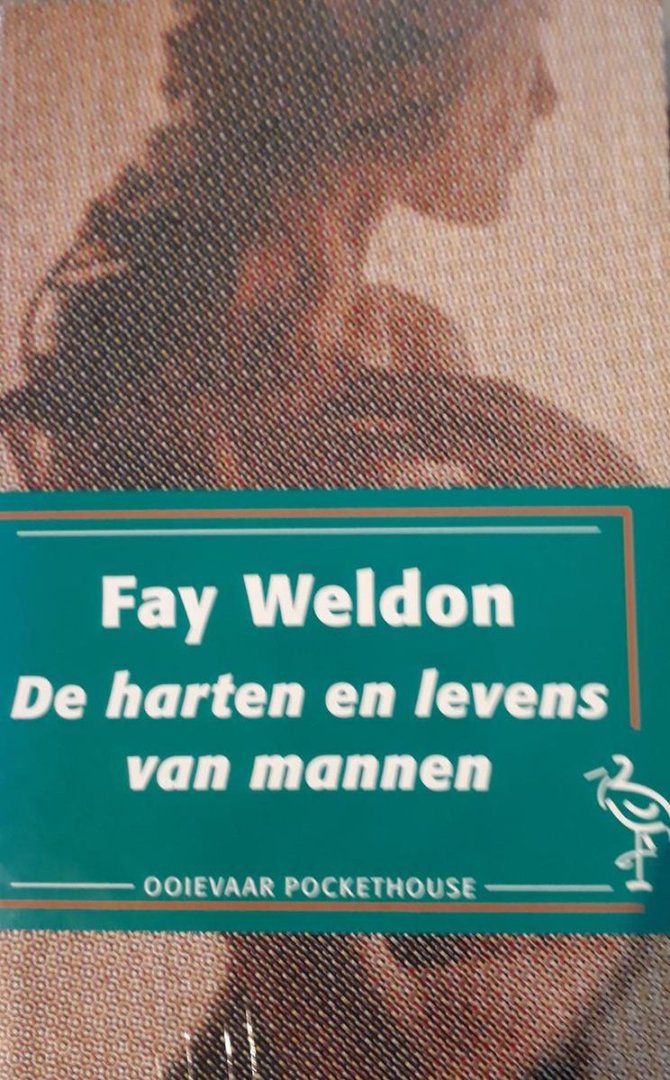 Fay Weldon
De harten en levens
van mannen
OOIEVAAR POCKETHOUSE